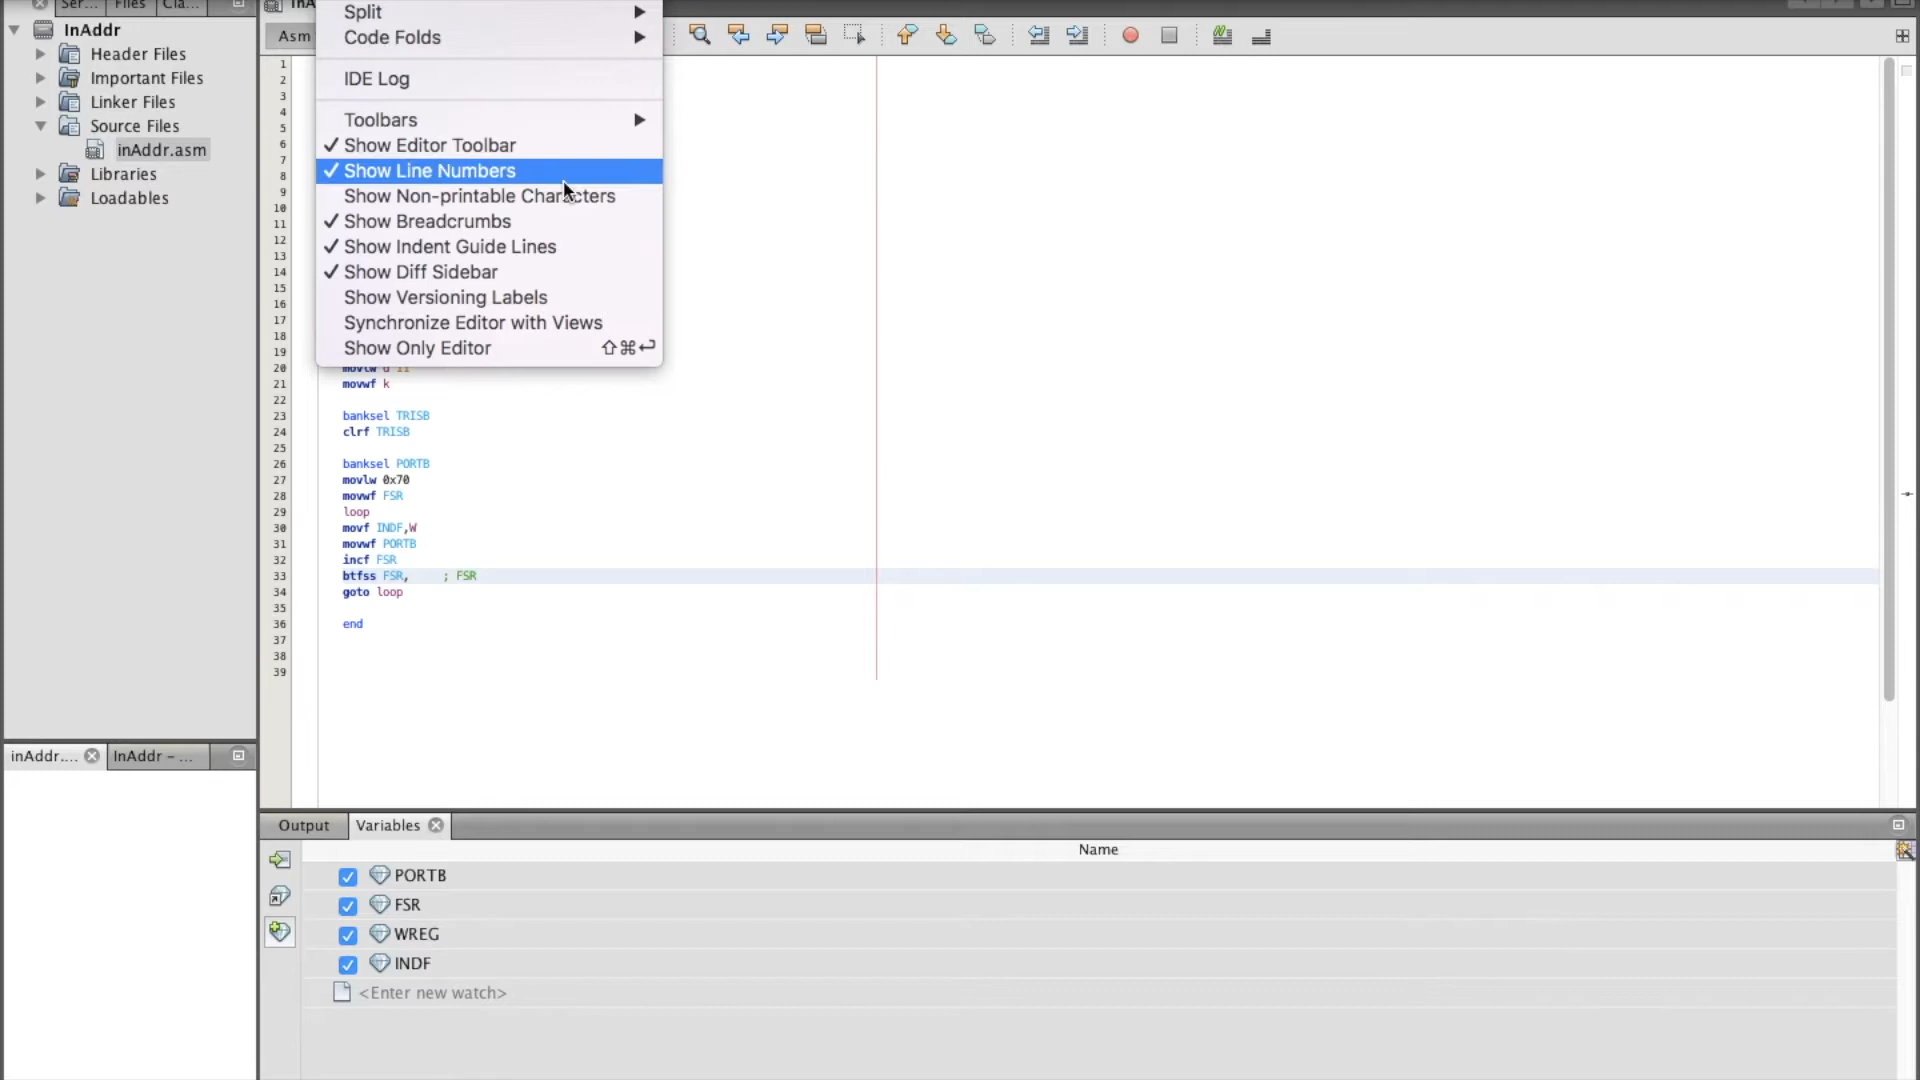 Ser... Files Cla...
InAddr
Header Files
Important Files
Linker Files
Source Files
inAddr.asm
Libraries
Loadables
Asm
Split
Code Folds
IDE Log
Toolbars
✓ Show Editor Toolbar
✓ Show Line Numbers
Show Non-printable Characters
✓ Show Breadcrumbs
✓ Show Indent Guide Lines
✓ Show Diff Sidebar
Show Versioning Labels
Synchronize Editor with Views
Show Only Editor ⇧⌘↩
1
2
3
4
5
6
7
8
9
10
11
12
13
14
15
16
17
18
19
20 movlw d'11'
21 movwf k
22
23 banksel TRISB
24 clrf TRISB
25
26 banksel PORTB
27 movlw 0x70
28 movwf FSR
29 loop
30 movf INDF,W
31 movwf PORTB
32 incf FSR
33 btfss FSR, ; FSR
34 goto loop
35
36 end
37
38
39
inAddr.... InAddr – ...
Output Variables
Name
PORTB
FSR
WREG
INDF
<Enter new watch>